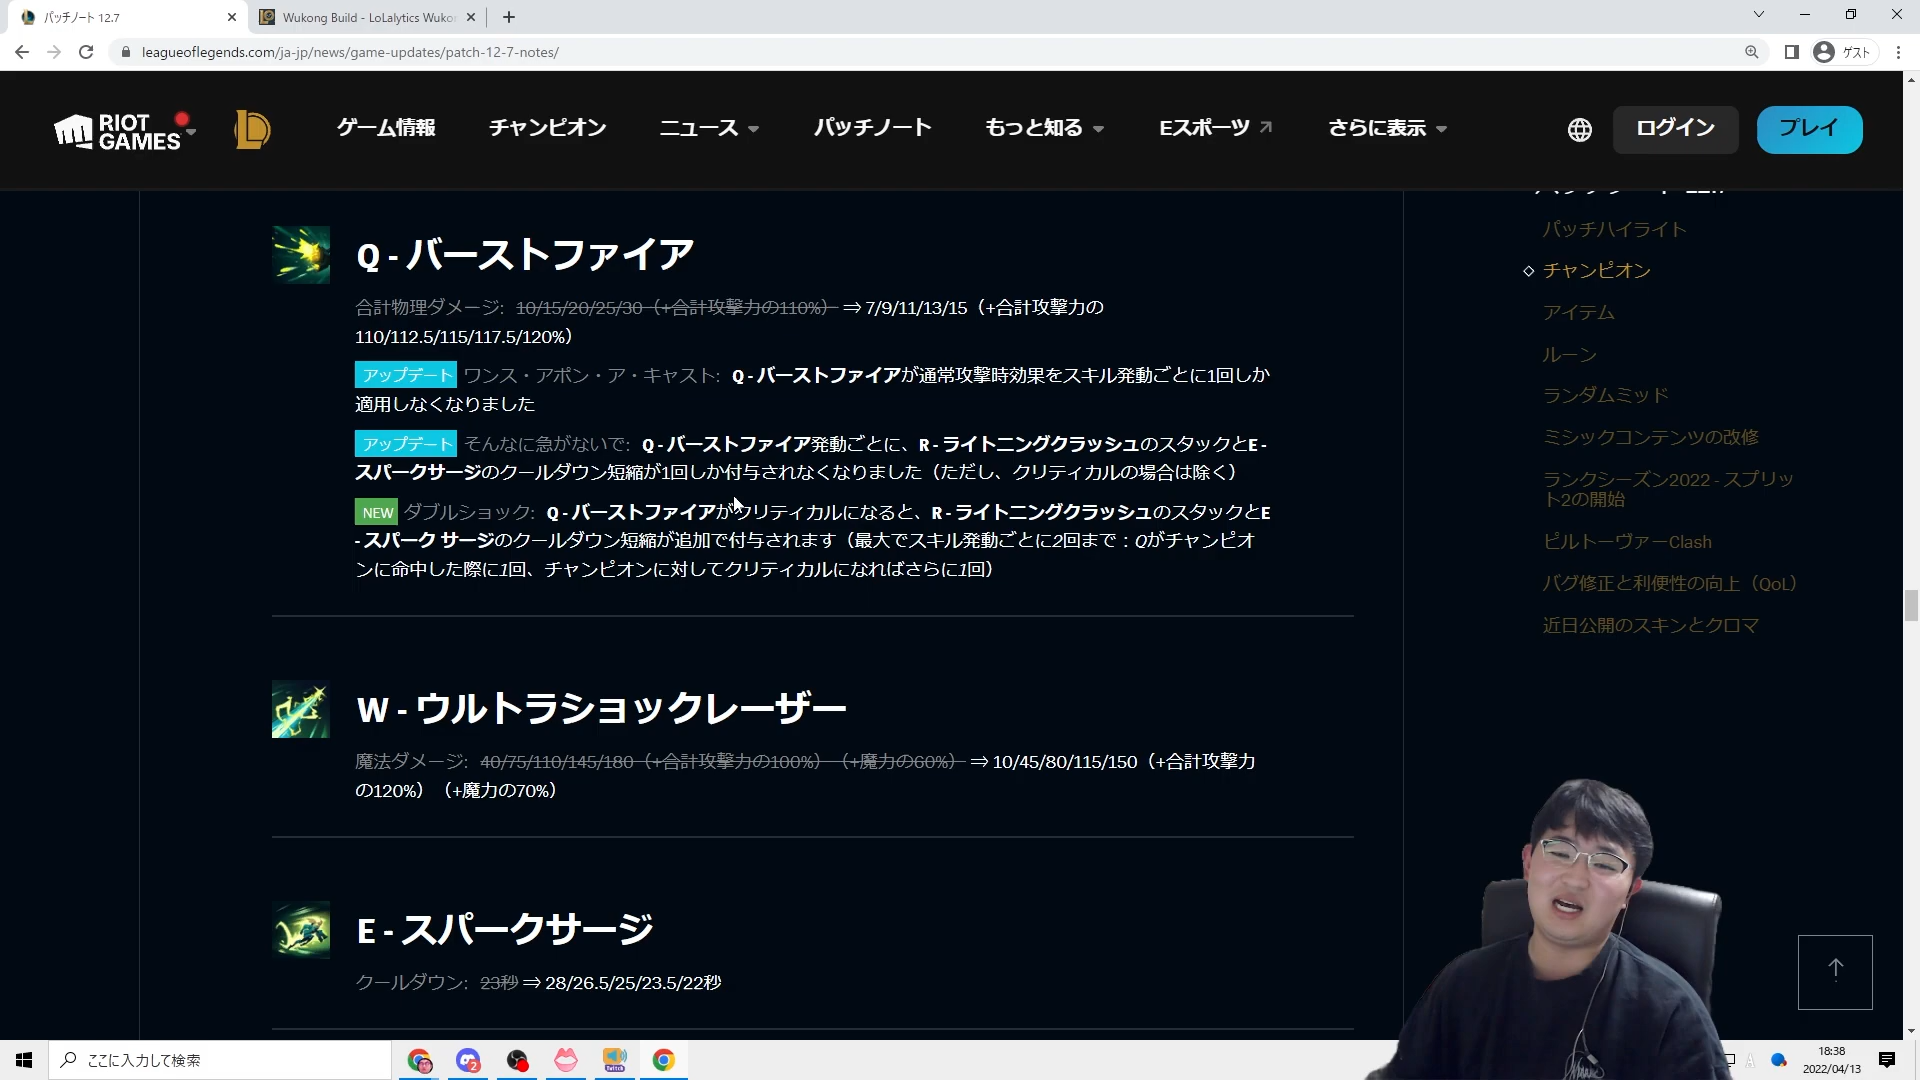 パッチノート 12.7
Wukong Build - LoLalytics Wuko
leagueoflegends.com/ja-jp/news/game-updates/patch-12-7-notes/
ゲスト
RIOT GAMES
ゲーム情報
チャンピオン
ニュース
パッチノート
もっと知る
Eスポーツ
さらに表示
ログイン
プレイ
Q - バーストファイア
合計物理ダメージ: 10/15/20/25/30（+合計攻撃力の110%） ⇒ 7/9/11/13/15（+合計攻撃力の
110/112.5/115/117.5/120%）
アップデート ワンス・アポン・ア・キャスト: Q - バーストファイアが通常攻撃時効果をスキル発動ごとに1回しか
適用しなくなりました
アップデート そんなに急がないで: Q - バーストファイア発動ごとに、R - ライトニングクラッシュのスタックとE -
スパークサージのクールダウン短縮が1回しか付与されなくなりました（ただし、クリティカルの場合は除く）
NEW ダブルショック: Q - バーストファイアがクリティカルになると、R - ライトニングクラッシュのスタックとE
- スパーク サージのクールダウン短縮が追加で付与されます（最大でスキル発動ごとに2回まで：Qがチャンピオ
ンに命中した際に1回、チャンピオンに対してクリティカルになればさらに1回）
W - ウルトラショックレーザー
魔法ダメージ: 40/75/110/145/180（+合計攻撃力の100%）（+魔力の60%） ⇒ 10/45/80/115/150（+合計攻撃力
の120%）（+魔力の70%）
E - スパークサージ
クールダウン: 23秒 ⇒ 28/26.5/25/23.5/22秒
パッチハイライト
チャンピオン
アイテム
ルーン
ランダムミッド
ミシックコンテンツの改修
ランクシーズン2022 - スプリッ
ト2の開始
ピルトーヴァーClash
バグ修正と利便性の向上（QoL）
近日公開のスキンとクロマ
ここに入力して検索
2
Twitch
A
18:38
2022/04/13